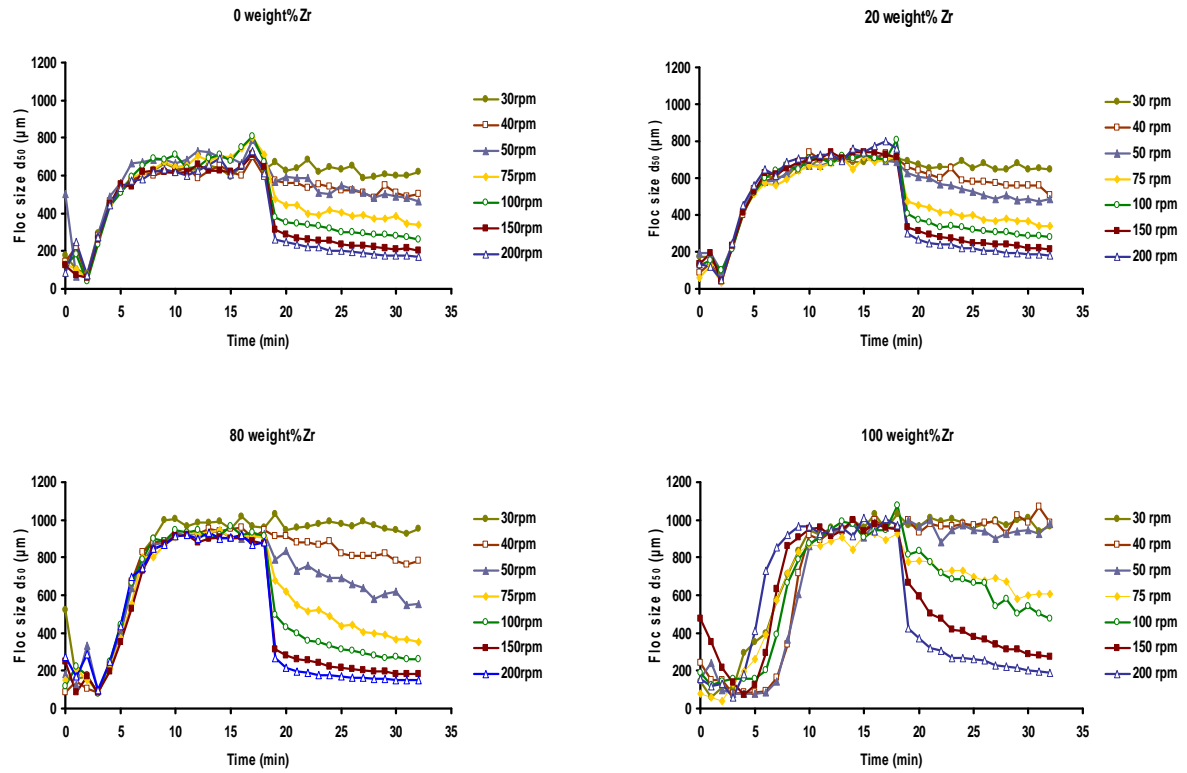 0 weight%Zr
Floc size d50 (µm)
1200
1000
800
600
400
200
0
0 5 10 15 20 25 30 35
Time (min)
30rpm
40rpm
50rpm
75rpm
100rpm
150rpm
200rpm
20 weight% Zr
Floc size d50 (µm)
1200
1000
800
600
400
200
0
0 5 10 15 20 25 30 35
Time (min)
30 rpm
40 rpm
50 rpm
75 rpm
100 rpm
150 rpm
200 rpm
80 weight%Zr
Floc size d50 (µm)
1200
1000
800
600
400
200
0
0 5 10 15 20 25 30 35
Time (min)
30rpm
40rpm
50rpm
75rpm
100rpm
150rpm
200rpm
100 weight%Zr
Floc size d50 (µm)
1200
1000
800
600
400
200
0
0 5 10 15 20 25 30 35
Time (min)
30 rpm
40 rpm
50 rpm
75 rpm
100 rpm
150 rpm
200 rpm